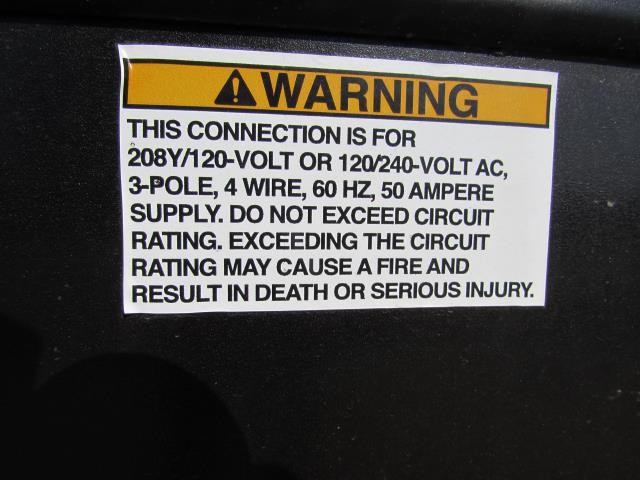 WARNING
THIS CONNECTION IS FOR
208Y/120-VOLT OR 120/240-VOLT AC,
3-POLE, 4 WIRE, 60 HZ, 50 AMPERE
SUPPLY. DO NOT EXCEED CIRCUIT
RATING. EXCEEDING THE CIRCUIT
RATING MAY CAUSE A FIRE AND
RESULT IN DEATH OR SERIOUS INJURY.